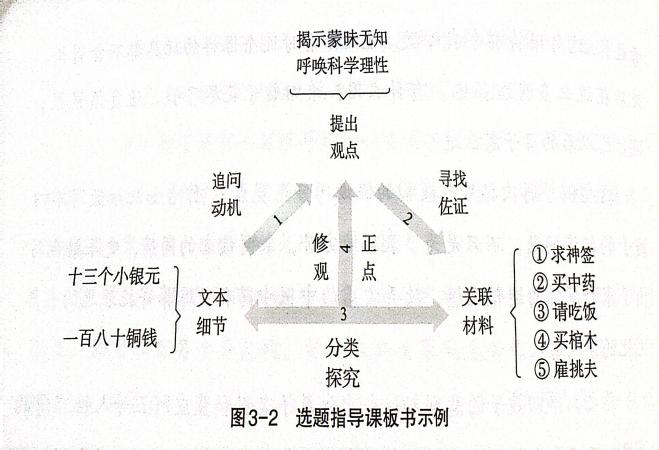 揭示蒙昧无知
呼唤科学理性
提出
观点
追问
动机
寻找
佐证
1
2
修 4 正
观 点
十三个小银元
一百八十铜钱
文本
细节
3
关联
材料
① 求神签
② 买中药
③ 请吃饭
④ 买棺木
⑤ 雇挑夫
分类
探究
图3-2 选题指导课板书示例